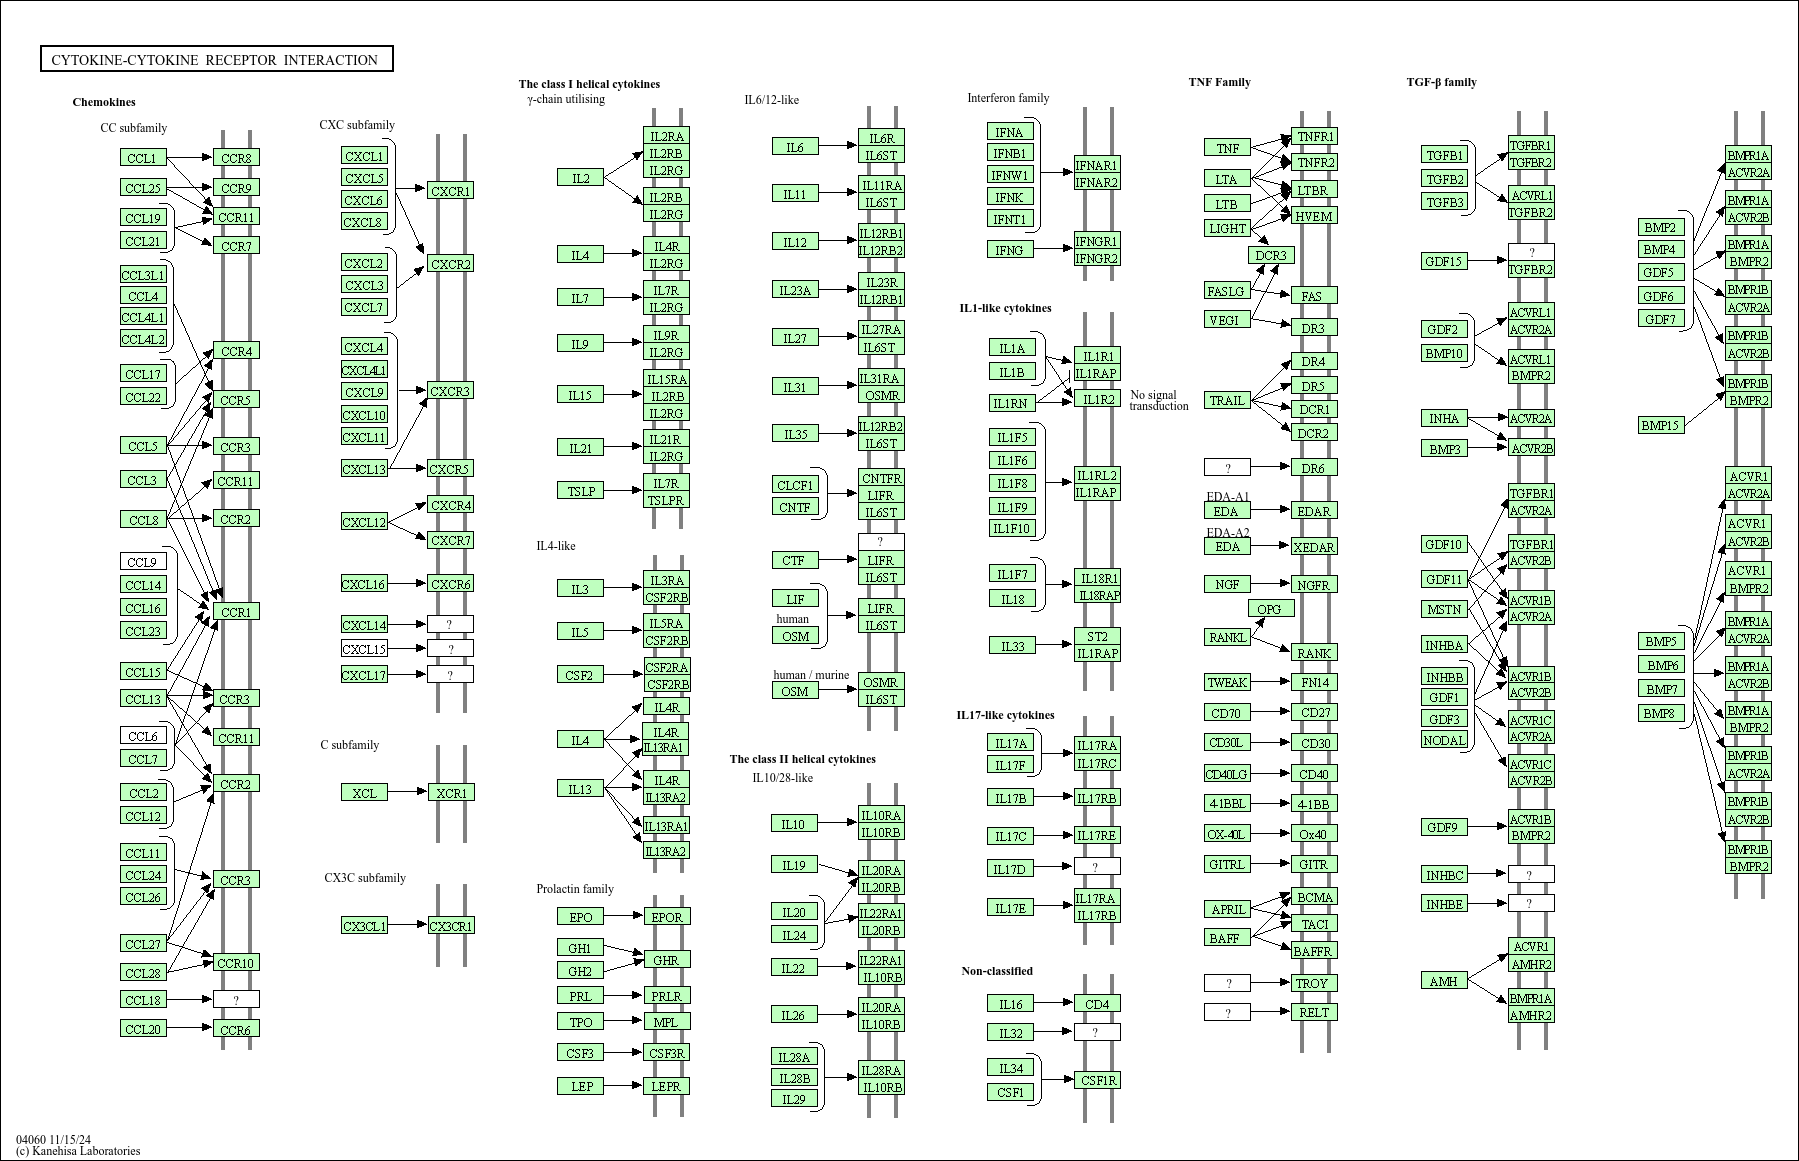 CYTOKINE-CYTOKINE RECEPTOR INTERACTION
Chemokines
CC subfamily
CCL1
CCR8
CCL25
CCR9
CCL19
CCR11
CCL21
CCR7
CCL3L1
CCL4
CCL4L1
CCL4L2
CCR4
CCL17
CCL22
CCR5
CCL5
CCR3
CCL3
CCR11
CCL8
CCR2
CCL9
CCL14
CCL16
CCR1
CCL23
CCL15
CCL13
CCR3
CCL6
CCR11
CCL7
CCR2
CCL2
CCL12
CCL11
CCL24
CCR3
CCL26
CCL27
CCR10
CCL28
CCL18
?
CCL20
CCR6
CXC subfamily
CXCL1
CXCL5
CXCR1
CXCL6
CXCL8
CXCL2
CXCR2
CXCL3
CXCL7
CXCL4
CXCL4L1
CXCL9
CXCR3
CXCL10
CXCL11
CXCL13
CXCR5
CXCR4
CXCL12
CXCR7
CXCL16
CXCR6
CXCL14
?
CXCL15
?
CXCL17
?
C subfamily
XCL
XCR1
CX3C subfamily
CX3CL1
CX3CR1
The class I helical cytokines
γ-chain utilising
IL2RA
IL2RB
IL2RG
IL2
IL2RB
IL2RG
IL4
IL4R
IL2RG
IL7
IL7R
IL2RG
IL9
IL9R
IL2RG
IL15
IL15RA
IL2RB
IL2RG
IL21
IL21R
IL2RG
TSLP
IL7R
TSLPR
IL4-like
IL3
IL3RA
CSF2RB
IL5
IL5RA
CSF2RB
CSF2
CSF2RA
CSF2RB
IL4R
IL4
IL4R
IL13RA1
IL13
IL4R
IL13RA2
IL13RA1
IL13RA2
Prolactin family
EPO
EPOR
GH1
GHR
GH2
PRL
PRLR
TPO
MPL
CSF3
CSF3R
LEP
LEPR
IL6/12-like
IL6
IL6R
IL6ST
IL11
IL11RA
IL6ST
IL12
IL12RB1
IL12RB2
IL23A
IL23R
IL12RB1
IL27
IL27RA
IL6ST
IL31
IL31RA
OSMR
IL35
IL12RB2
IL6ST
CLCF1
CNTF
CNTFR
LIFR
IL6ST
CTF
?
LIFR
IL6ST
LIF
human
OSM
LIFR
IL6ST
human / murine
OSM
OSMR
IL6ST
The class II helical cytokines
IL10/28-like
IL10
IL10RA
IL10RB
IL19
IL20RA
IL20RB
IL20
IL24
IL22RA1
IL20RB
IL22
IL22RA1
IL10RB
IL26
IL20RA
IL10RB
IL28A
IL28B
IL29
IL28RA
IL10RB
Interferon family
IFNA
IFNB1
IFNW1
IFNK
IFNT1
IFNAR1
IFNAR2
IFNG
IFNGR1
IFNGR2
IL1-like cytokines
IL1A
IL1B
IL1R1
IL1RAP
IL1RN
IL1R2
No signal
transduction
IL1F5
IL1F6
IL1F8
IL1F9
IL1F10
IL1RL2
IL1RAP
IL1F7
IL18
IL18R1
IL18RAP
IL33
ST2
IL1RAP
IL17-like cytokines
IL17A
IL17F
IL17RA
IL17RC
IL17B
IL17RB
IL17C
IL17RE
IL17D
?
IL17E
IL17RA
IL17RB
Non-classified
IL16
CD4
IL32
?
IL34
CSF1
CSF1R
TNF Family
TNF
TNFR1
TNFR2
LTA
LTBR
LTB
HVEM
LIGHT
DCR3
FASLG
FAS
VEGI
DR3
DR4
TRAIL
DR5
DCR1
DCR2
?
DR6
EDA-A1
EDA
EDAR
EDA-A2
EDA
XEDAR
NGF
NGFR
OPG
RANKL
RANK
TWEAK
FN14
CD70
CD27
CD30L
CD30
CD40LG
CD40
4-1BBL
4-1BB
OX-40L
Ox40
GITRL
GITR
BCMA
APRIL
TACI
BAFF
BAFFR
?
TROY
?
RELT
TGF-β family
TGFB1
TGFB2
TGFB3
TGFBR1
TGFBR2
ACVRL1
TGFBR2
GDF15
?
TGFBR2
GDF2
BMP10
ACVRL1
ACVR2A
ACVRL1
BMPR2
INHA
ACVR2A
BMP3
ACVR2B
TGFBR1
ACVR2A
GDF10
TGFBR1
ACVR2B
GDF11
MSTN
ACVR1B
ACVR2A
INHBA
INHBB
GDF1
GDF3
NODAL
ACVR1B
ACVR2B
ACVR1C
ACVR2A
ACVR1C
ACVR2B
GDF9
ACVR1B
BMPR2
INHBC
?
INHBE
?
AMH
ACVR1
AMHR2
BMPR1A
AMHR2
BMP2
BMP4
GDF5
GDF6
GDF7
BMP15
BMPR1A
ACVR2A
BMPR1A
ACVR2B
BMPR1A
BMPR2
BMPR1B
ACVR2A
BMPR1B
ACVR2B
BMPR1B
BMPR2
BMP5
BMP6
BMP7
BMP8
ACVR1
ACVR2A
ACVR1
ACVR2B
ACVR1
BMPR2
BMPR1A
ACVR2A
BMPR1A
ACVR2B
BMPR1A
BMPR2
BMPR1B
ACVR2A
BMPR1B
ACVR2B
BMPR1B
BMPR2
04060 11/15/24
(c) Kanehisa Laboratories